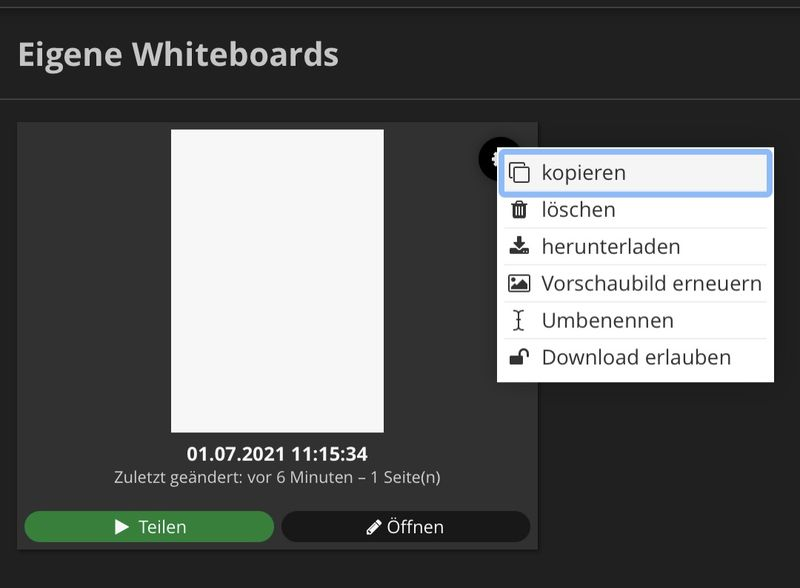 Eigene Whiteboards
kopieren
löschen
herunterladen
Vorschaubild erneuern
Umbenennen
Download erlauben
01.07.2021 11:15:34
Zuletzt geändert: vor 6 Minuten – 1 Seite(n)
Teilen
Öffnen